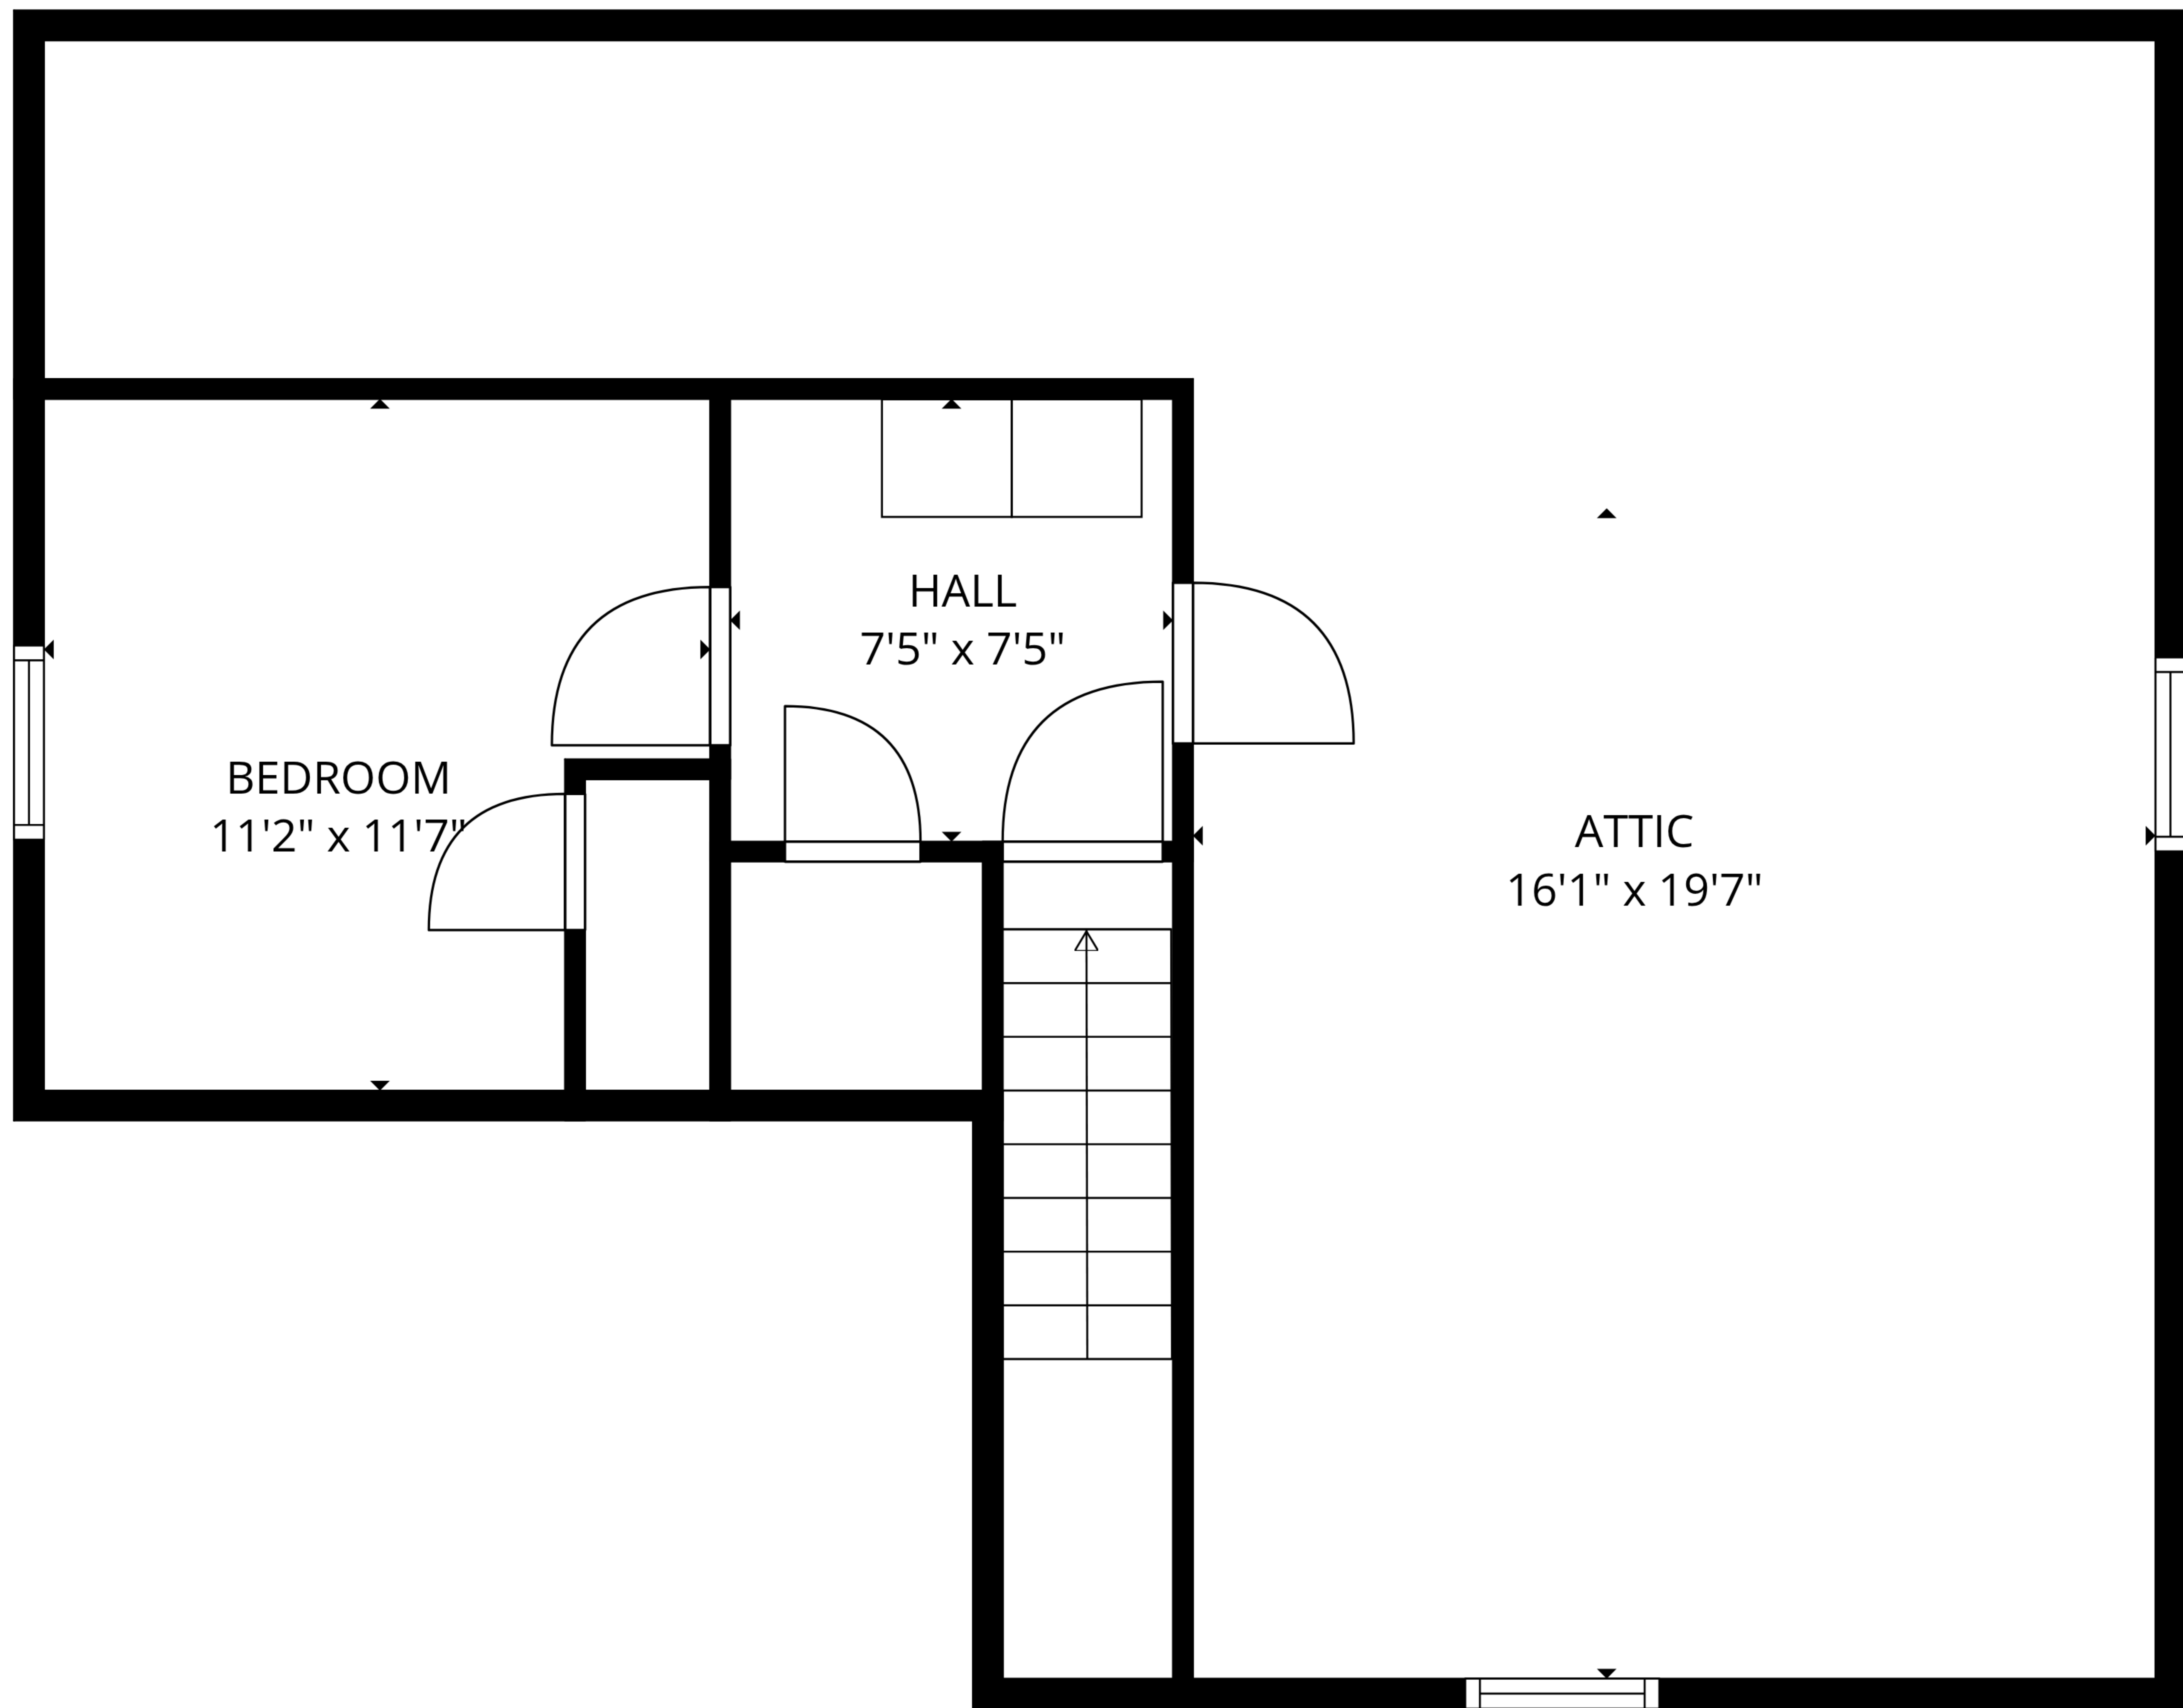 HALL
7'5" x 7'5"
BEDROOM
11'2" x 11'7"
ATTIC
16'1" x 19'7"